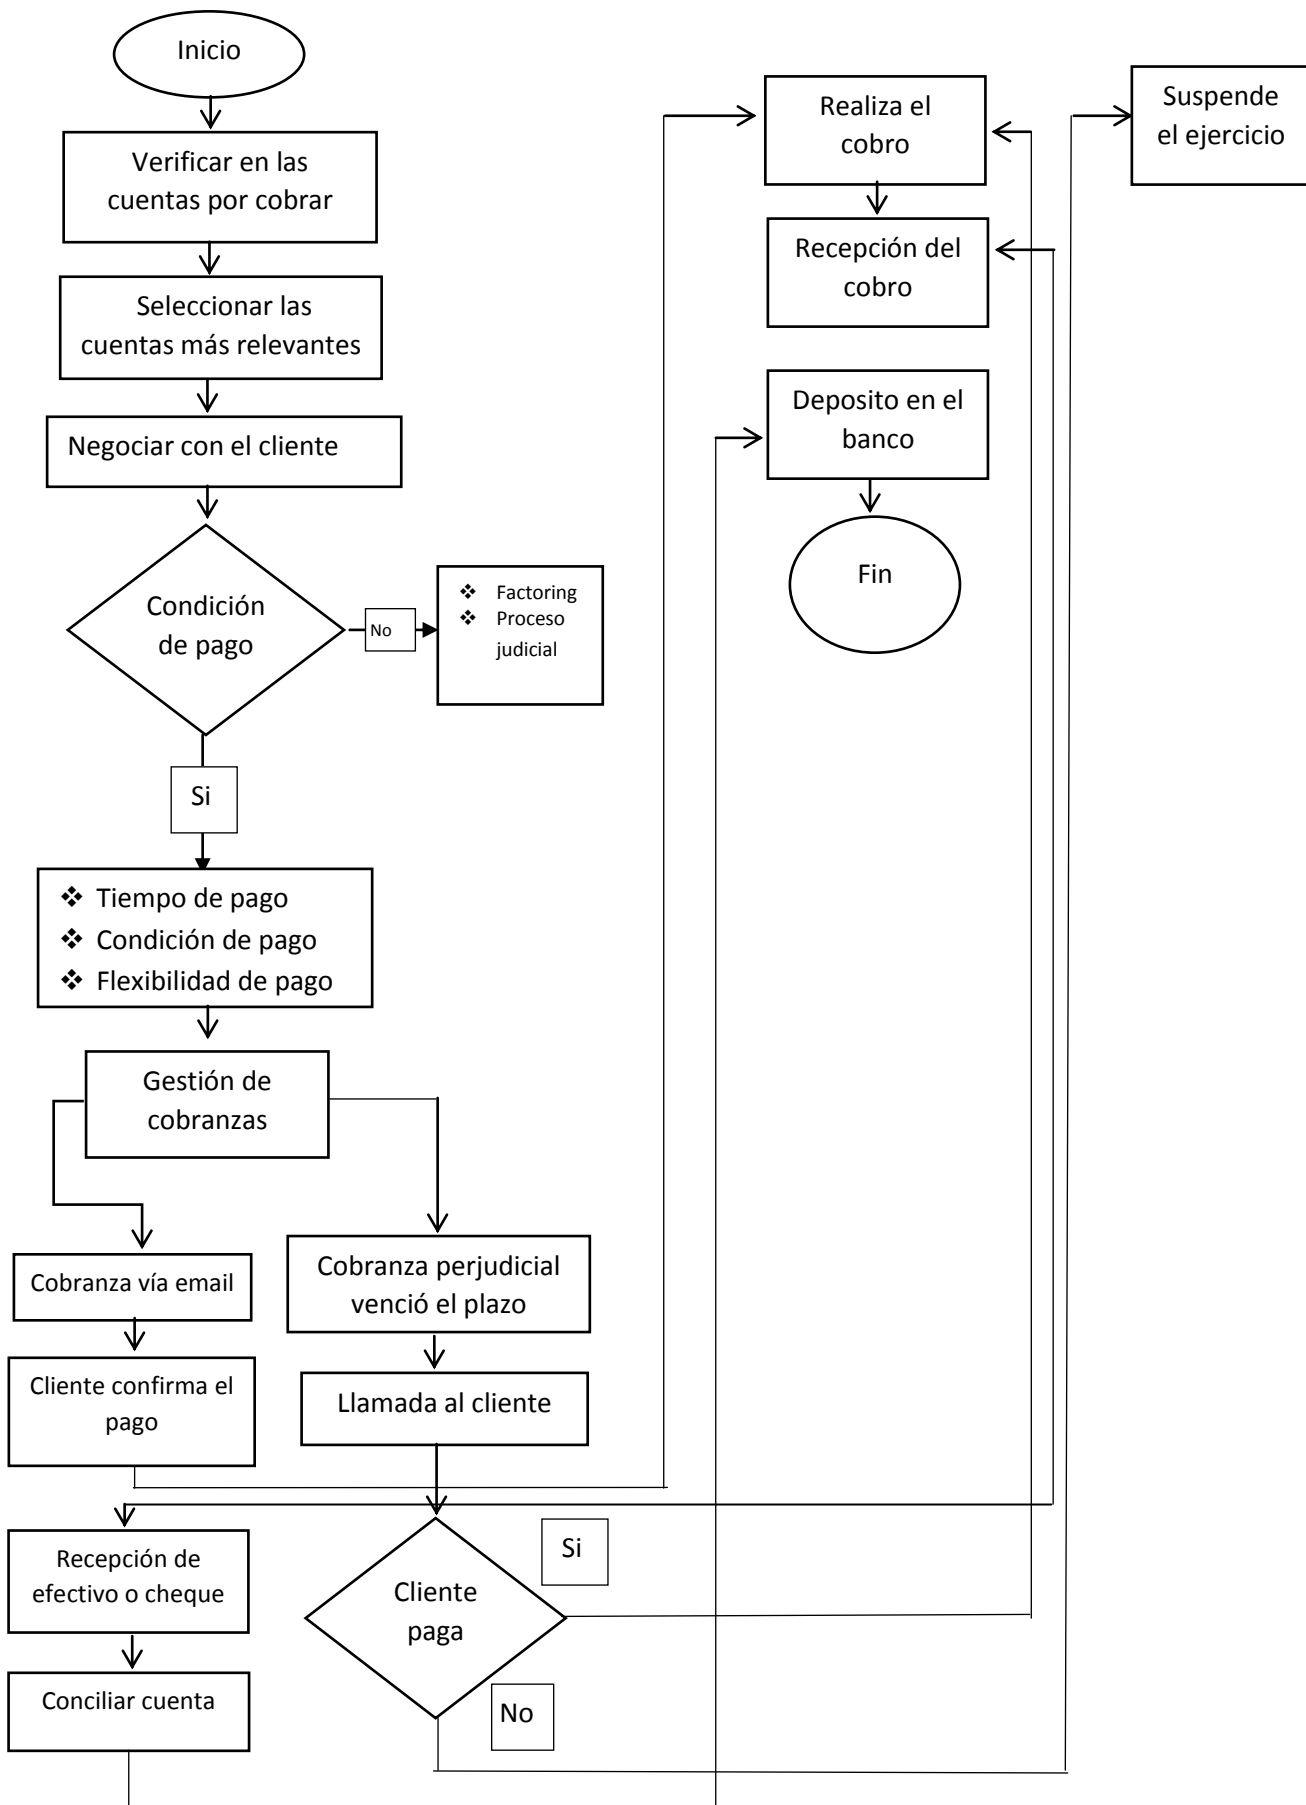 Inicio
Verificar en las
cuentas por cobrar
Seleccionar las
cuentas más relevantes
Negociar con el cliente
Condición
de pago
No
❖ Factoring
❖ Proceso
judicial
Si
❖ Tiempo de pago
❖ Condición de pago
❖ Flexibilidad de pago
Gestión de
cobranzas
Cobranza vía email
Cliente confirma el
pago
Cobranza perjudicial
venció el plazo
Llamada al cliente
Cliente
paga
Si
No
Recepción de
efectivo o cheque
Conciliar cuenta
Realiza el
cobro
Recepción del
cobro
Deposito en el
banco
Fin
Suspende
el ejercicio